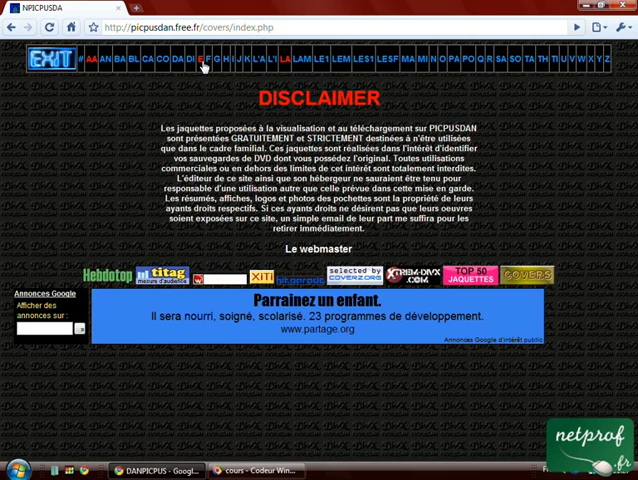 NPICPUSDA
http://picpusdan.free.fr/covers/index.php
EXIT # AA AN BA BL CA CO DA DI E F G H I J K L'A L'I LA LAM LE1 LEM LES1 LESF MA MI N O PA PO Q R SA SO TA TH TI U V W X Y Z
DISCLAIMER
Les jaquettes proposées à la visualisation et au téléchargement sur PICPUSDAN
sont présentées GRATUITEMENT et STRICTEMENT destinées à n'être utilisées
que dans le cadre familial. Ces jaquettes sont réalisées dans l'intérêt d'identifier
vos sauvegardes de DVD dont vous possédez l'original. Toutes utilisations
commerciales ou en dehors des limites de cet intérêt sont totalement interdites.
L'éditeur de ce site ainsi que son hébergeur ne sauraient être tenu pour
responsable d'une utilisation autre que celle prévue dans cette mise en garde.
Les résumés, affiches, logos et photos des pochettes sont la propriété de leurs
ayants droits respectifs. Si ces ayants droits ne désirent pas que leurs oeuvres
soient exposées sur ce site, un simple email de leur part me suffira pour les
retirer immédiatement.
Le webmaster
Hebdotop titag mesure d'audience XiTi hit-parade selected by COVERZ.ORG XTREM-DIVX .COM TOP 50 JAQUETTES COVERS
Annonces Google
Afficher des
annonces sur :
Parrainez un enfant.
Il sera nourri, soigné, scolarisé. 23 programmes de développement.
www.partage.org
Annonces Google d'intérêt public
netprof
.fr
DANPICPUS - Googl... cours - Codeur Win...